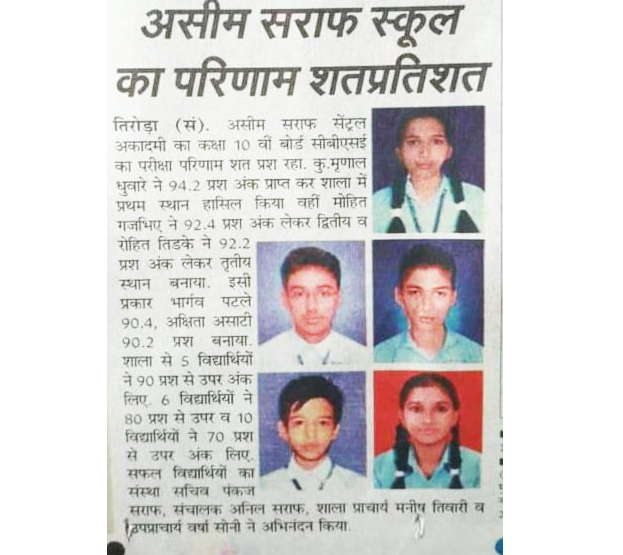 असीम सराफ स्कूल
का परिणाम शतप्रतिशत
तिरोड़ा (सं). असीम सराफ सेंट्रल
अकादमी का कक्षा 10 वीं बोर्ड सीबीएसई
का परीक्षा परिणाम शत प्रश रहा. कु.मृणाल
धुवारे ने 94.2 प्रश अंक प्राप्त कर शाला में
प्रथम स्थान हासिल किया वहीं मोहित
गजभिए ने 92.4 प्रश अंक लेकर द्वितीय व
रोहित तिडके ने 92.2
प्रश अंक लेकर तृतीय
स्थान बनाया. इसी
प्रकार भार्गव पटले
90.4, अक्षिता असाटी
90.2 प्रश बनाया.
शाला से 5 विद्यार्थियों
ने 90 प्रश से उपर अंक
लिए. 6 विद्यार्थियों ने
80 प्रश से उपर व 10
विद्यार्थियों ने 70 प्रश
से उपर अंक लिए.
सफल विद्यार्थियों का
संस्था सचिव पंकज
सराफ, संचालक अनिल सराफ, शाला प्राचार्य मनीष तिवारी व
उपप्राचार्य वर्षा सोनी ने अभिनंदन किया.